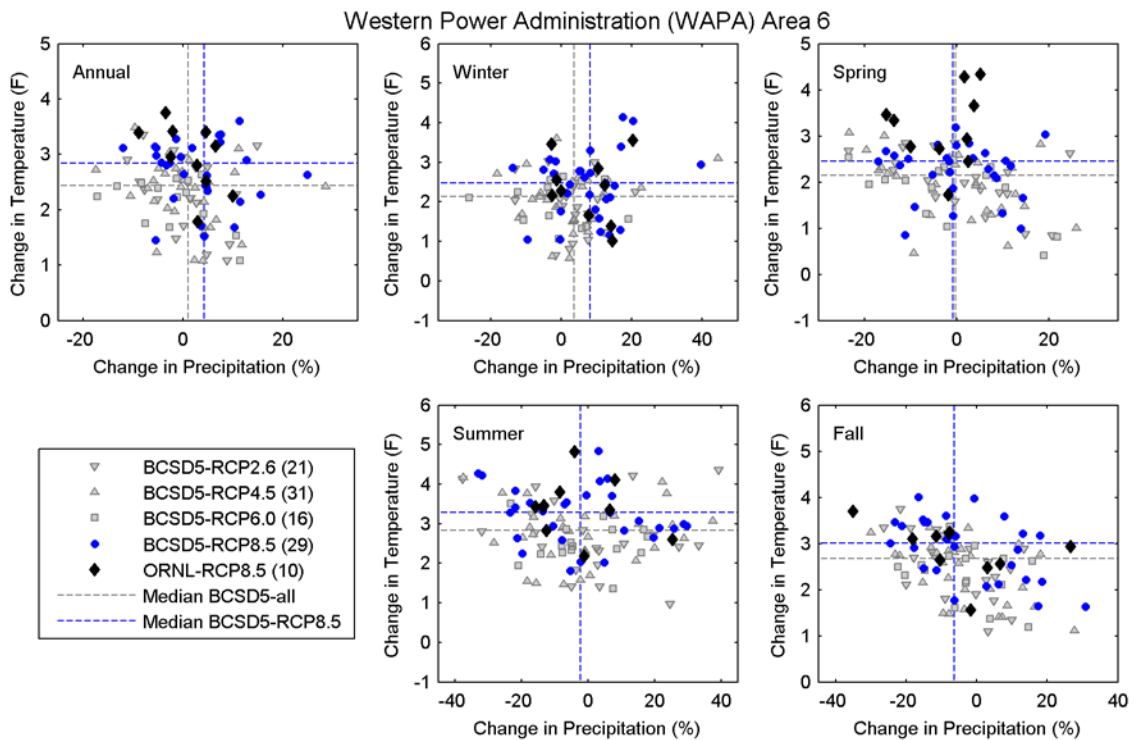 Western Power Administration (WAPA) Area 6
Annual
Change in Temperature (F)
5
4
3
2
1
0
-20
0
20
Change in Precipitation (%)
Winter
Change in Temperature (F)
6
5
4
3
2
1
0
-1
-20
0
20
40
Change in Precipitation (%)
Spring
Change in Temperature (F)
6
5
4
3
2
1
0
-1
-20
0
20
Change in Precipitation (%)
BCSD5-RCP2.6 (21)
BCSD5-RCP4.5 (31)
BCSD5-RCP6.0 (16)
BCSD5-RCP8.5 (29)
ORNL-RCP8.5 (10)
Median BCSD5-all
Median BCSD5-RCP8.5
Summer
Change in Temperature (F)
6
5
4
3
2
1
0
-1
-40
-20
0
20
40
Change in Precipitation (%)
Fall
Change in Temperature (F)
6
5
4
3
2
1
0
-40
-20
0
20
40
Change in Precipitation (%)